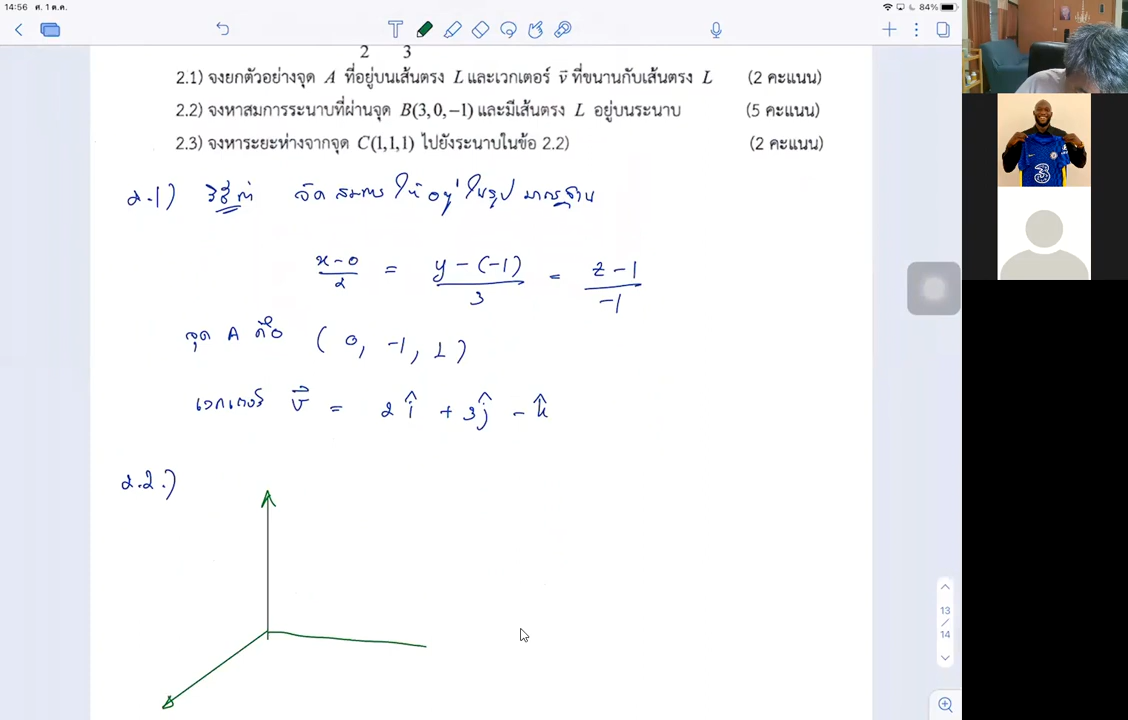 14:56 ศ. 1 ต.ค.
84%
2 3
2.1) จงยกตัวอย่างจุด A ที่อยู่บนเส้นตรง L และเวกเตอร์ v⃗ ที่ขนานกับเส้นตรง L (2 คะแนน)
2.2) จงหาสมการระนาบที่ผ่านจุด B(3,0,−1) และมีเส้นตรง L อยู่บนระนาบ (5 คะแนน)
2.3) จงหาระยะห่างจากจุด C(1,1,1) ไปยังระนาบในข้อ 2.2) (2 คะแนน)
2.1) วิธีทำ จัดสมการให้อยู่ในรูปมาตรฐาน
x-0 / 2 = y-(-1) / 3 = z-1 / -1
จุด A คือ (0, -1, 1)
เวกเตอร์ v⃗ = 2î + 3ĵ - k̂
2.2)
3
13
/
14